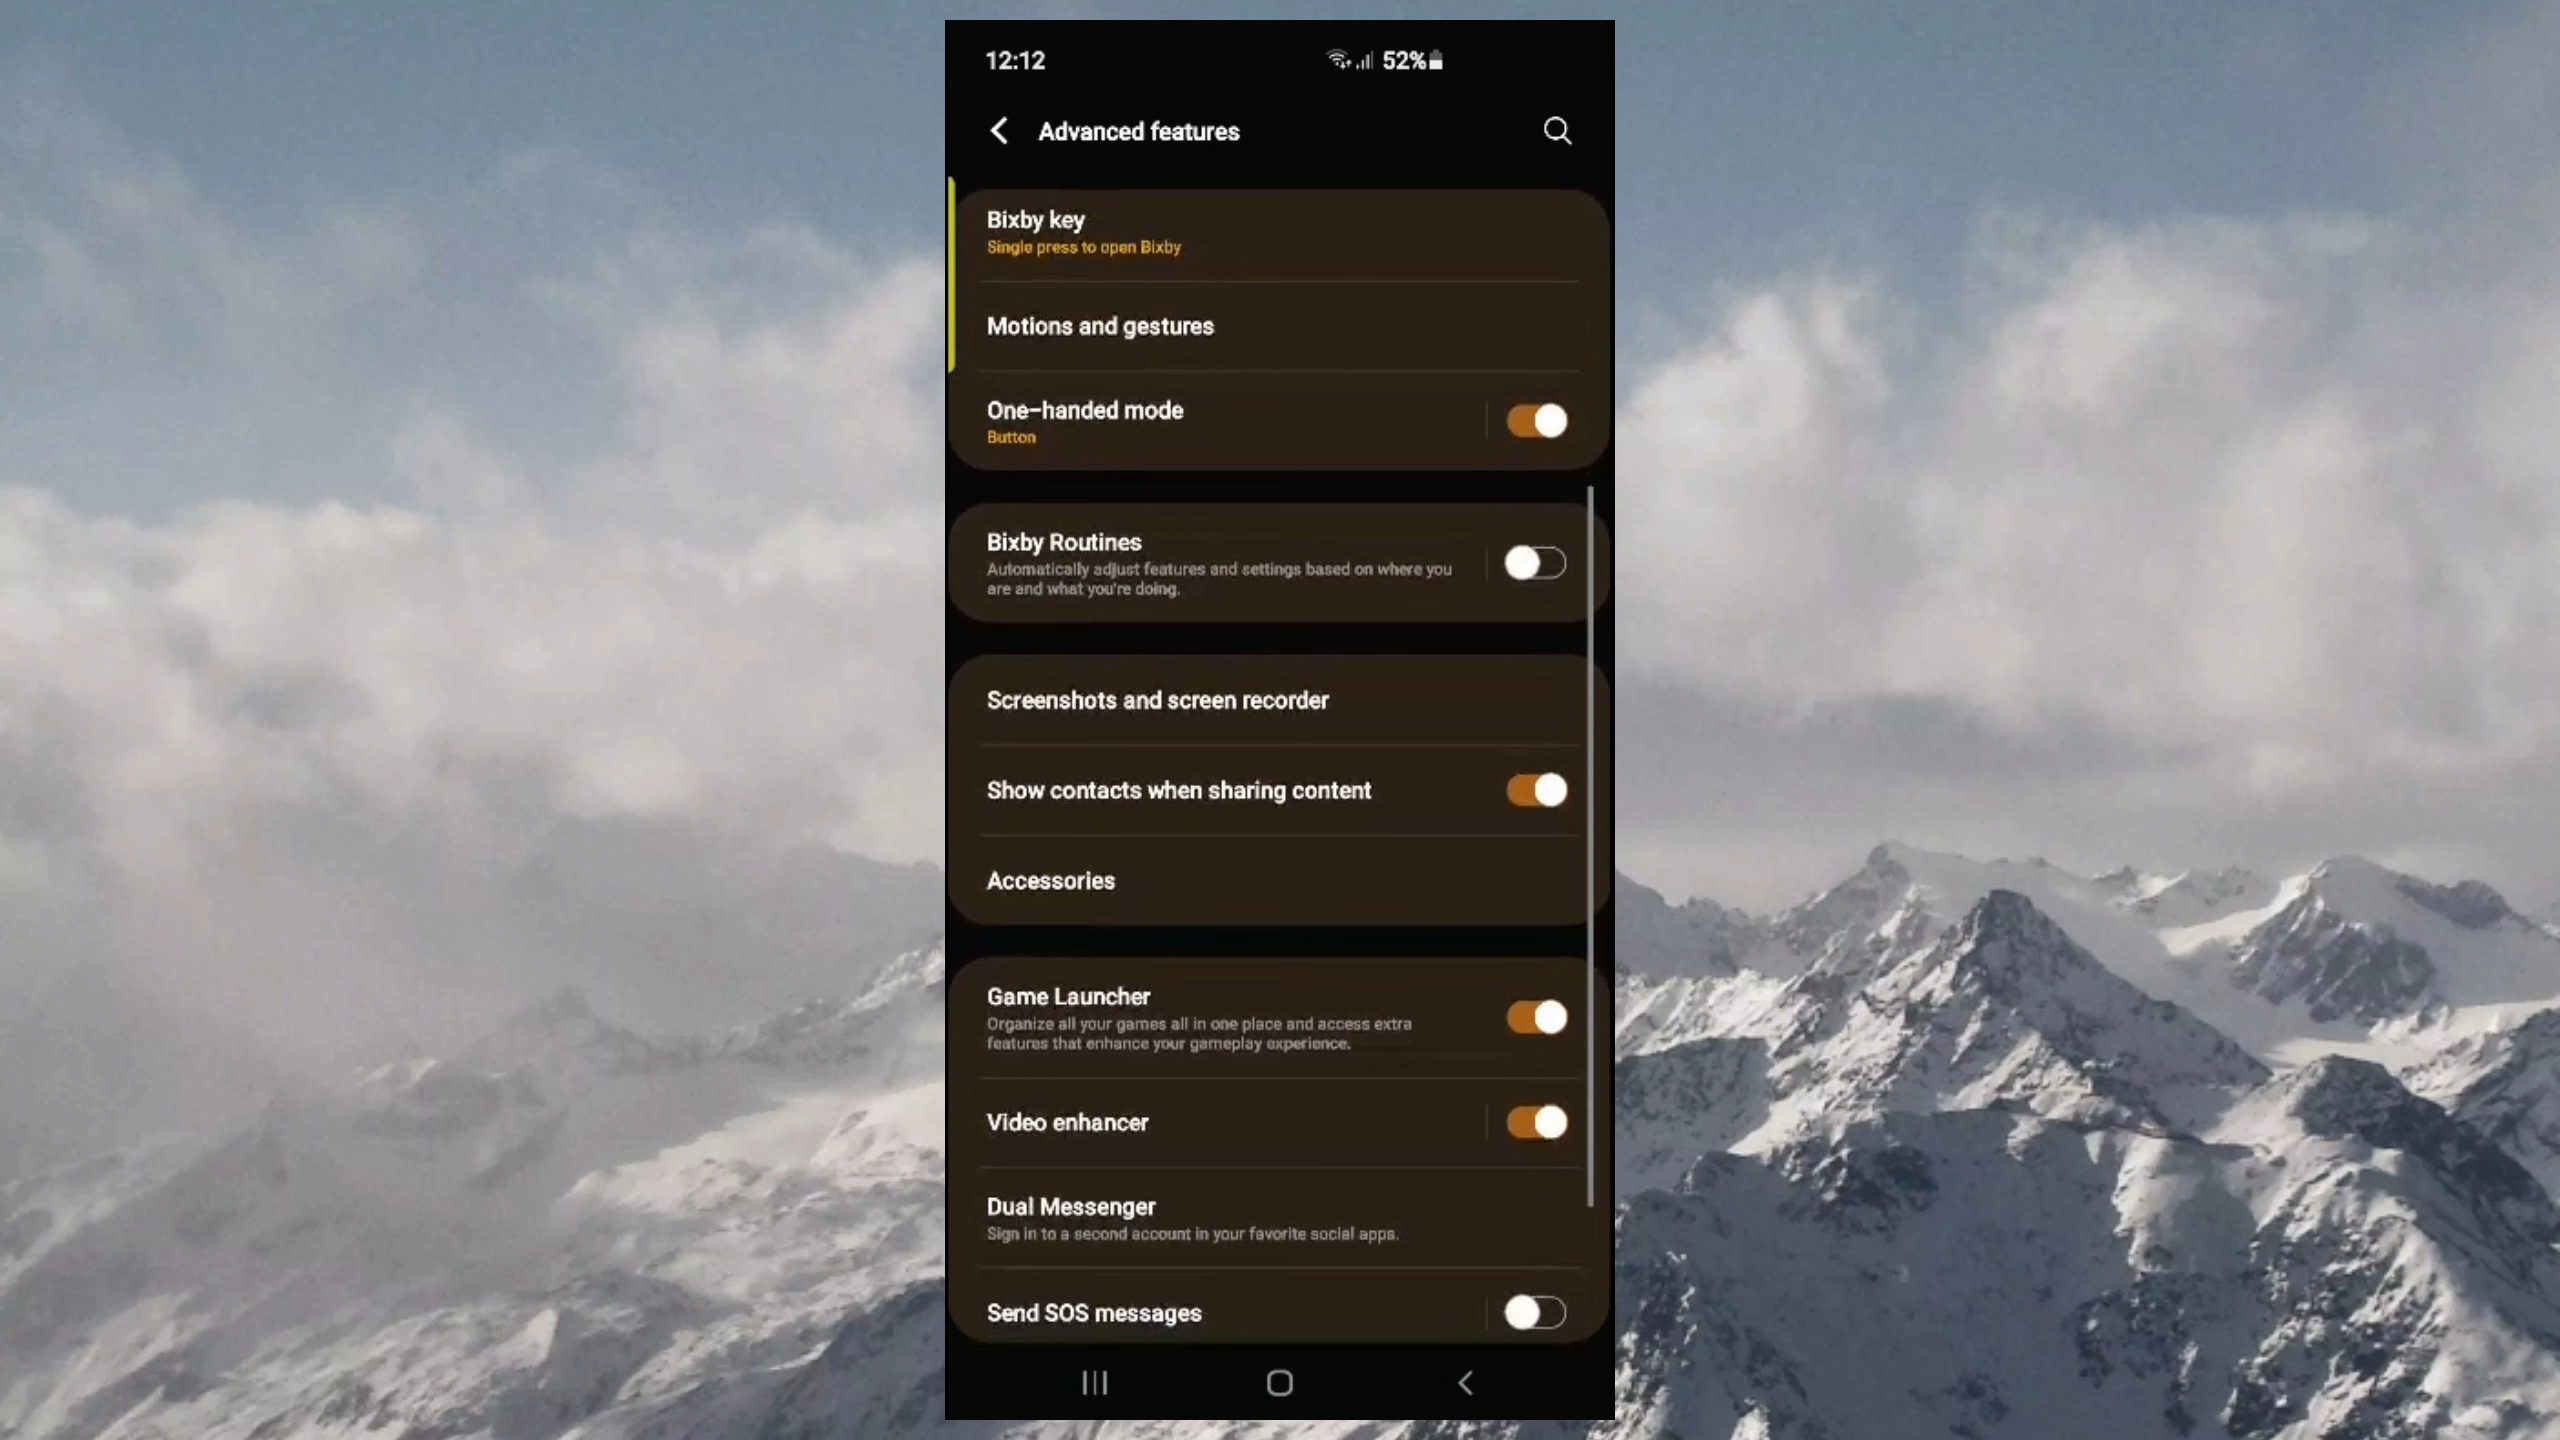 12:12
52%
Advanced features
Bixby key
Single press to open Bixby
Motions and gestures
One-handed mode
Button
Bixby Routines
Automatically adjust features and settings based on where you
are and what you're doing.
Screenshots and screen recorder
Show contacts when sharing content
Accessories
Game Launcher
Organize all your games all in one place and access extra
features that enhance your gameplay experience.
Video enhancer
Dual Messenger
Sign in to a second account in your favorite social apps.
Send SOS messages